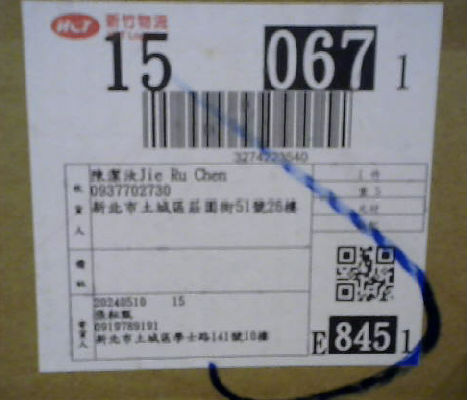 HCT 新竹物流
15 067 1
3274223540
陳潔汝Jie Ru Chen
0937702730
新北市土城區莊園街51號26樓
收貨人
備註
20240510 15
0919789191
新北市土城區學士路141號10樓
寄貨人
E 845 1